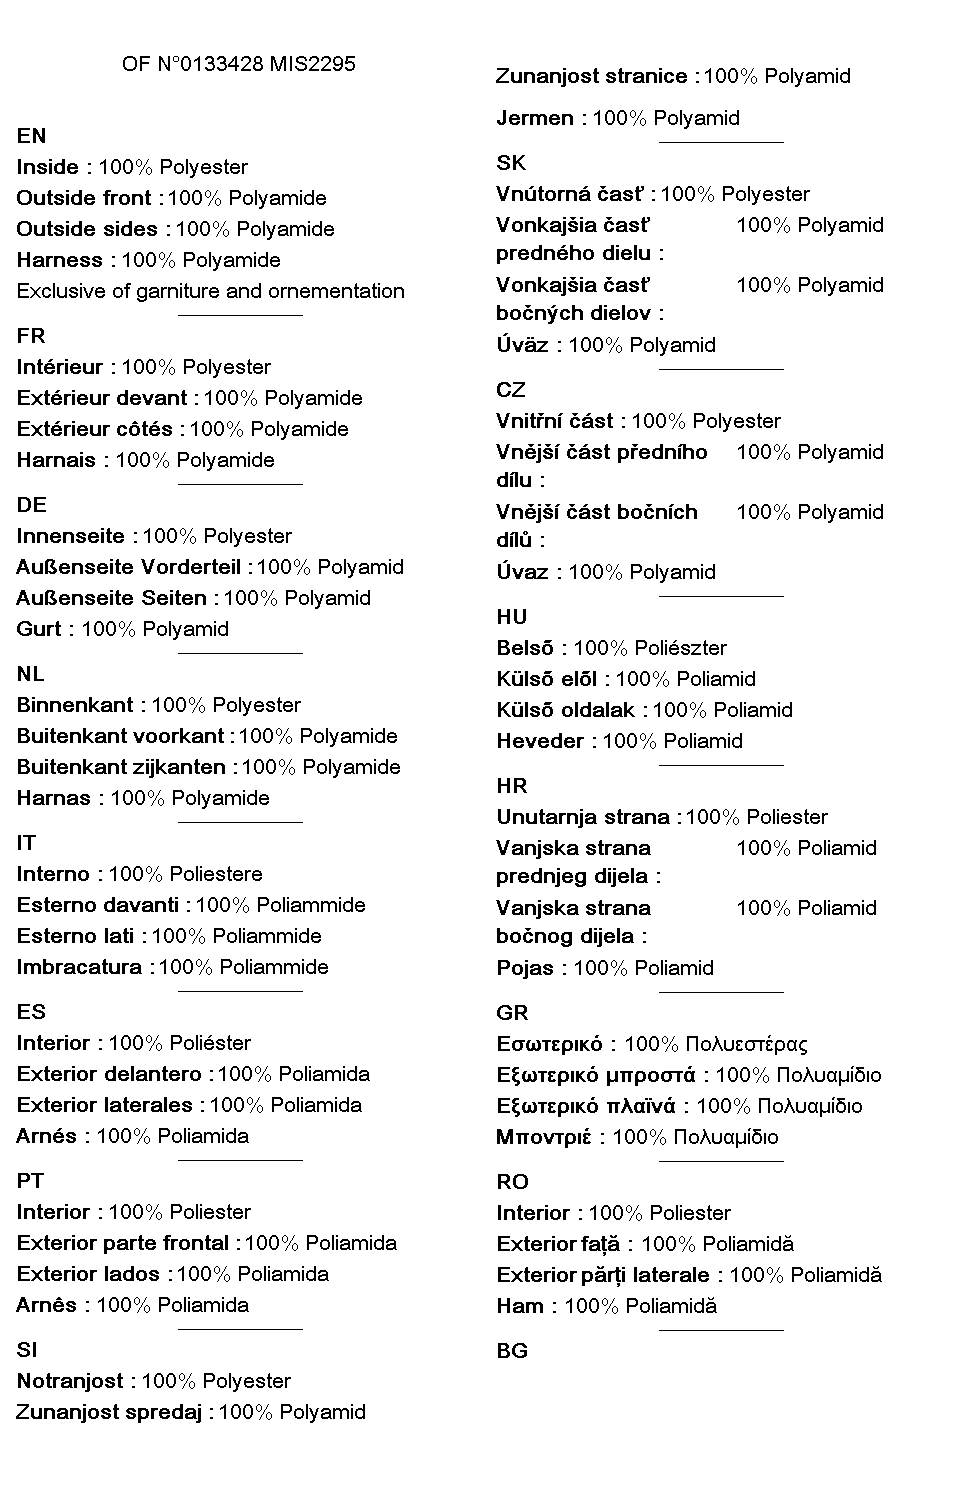 OF N°0133428 MIS2295
EN
Inside : 100% Polyester
Outside front : 100% Polyamide
Outside sides : 100% Polyamide
Harness : 100% Polyamide
Exclusive of garniture and ornementation
FR
Intérieur : 100% Polyester
Extérieur devant : 100% Polyamide
Extérieur côtés : 100% Polyamide
Harnais : 100% Polyamide
DE
Innenseite : 100% Polyester
Außenseite Vorderteil : 100% Polyamid
Außenseite Seiten : 100% Polyamid
Gurt : 100% Polyamid
NL
Binnenkant : 100% Polyester
Buitenkant voorkant : 100% Polyamide
Buitenkant zijkanten : 100% Polyamide
Harnas : 100% Polyamide
IT
Interno : 100% Poliestere
Esterno davanti : 100% Poliammide
Esterno lati : 100% Poliammide
Imbracatura : 100% Poliammide
ES
Interior : 100% Poliéster
Exterior delantero : 100% Poliamida
Exterior laterales : 100% Poliamida
Arnés : 100% Poliamida
PT
Interior : 100% Poliester
Exterior parte frontal : 100% Poliamida
Exterior lados : 100% Poliamida
Arnês : 100% Poliamida
SI
Notranjost : 100% Polyester
Zunanjost spredaj : 100% Polyamid
Zunanjost stranice : 100% Polyamid
Jermen : 100% Polyamid
SK
Vnútorná časť : 100% Polyester
Vonkajšia časť 100% Polyamid
predného dielu :
Vonkajšia časť 100% Polyamid
bočných dielov :
Úväz : 100% Polyamid
CZ
Vnitřní část : 100% Polyester
Vnější část předního 100% Polyamid
dílu :
Vnější část bočních 100% Polyamid
dílů :
Úvaz : 100% Polyamid
HU
Belsõ : 100% Poliészter
Külsõ elõl : 100% Poliamid
Külsõ oldalak : 100% Poliamid
Heveder : 100% Poliamid
HR
Unutarnja strana : 100% Poliester
Vanjska strana 100% Poliamid
prednjeg dijela :
Vanjska strana 100% Poliamid
bočnog dijela :
Pojas : 100% Poliamid
GR
Εσωτερικό : 100% Πολυεστέρας
Εξωτερικό μπροστά : 100% Πολυαμίδιο
Εξωτερικό πλαϊνά : 100% Πολυαμίδιο
Μποντριέ : 100% Πολυαμίδιο
RO
Interior : 100% Poliester
Exterior față : 100% Poliamidă
Exterior părți laterale : 100% Poliamidă
Ham : 100% Poliamidă
BG